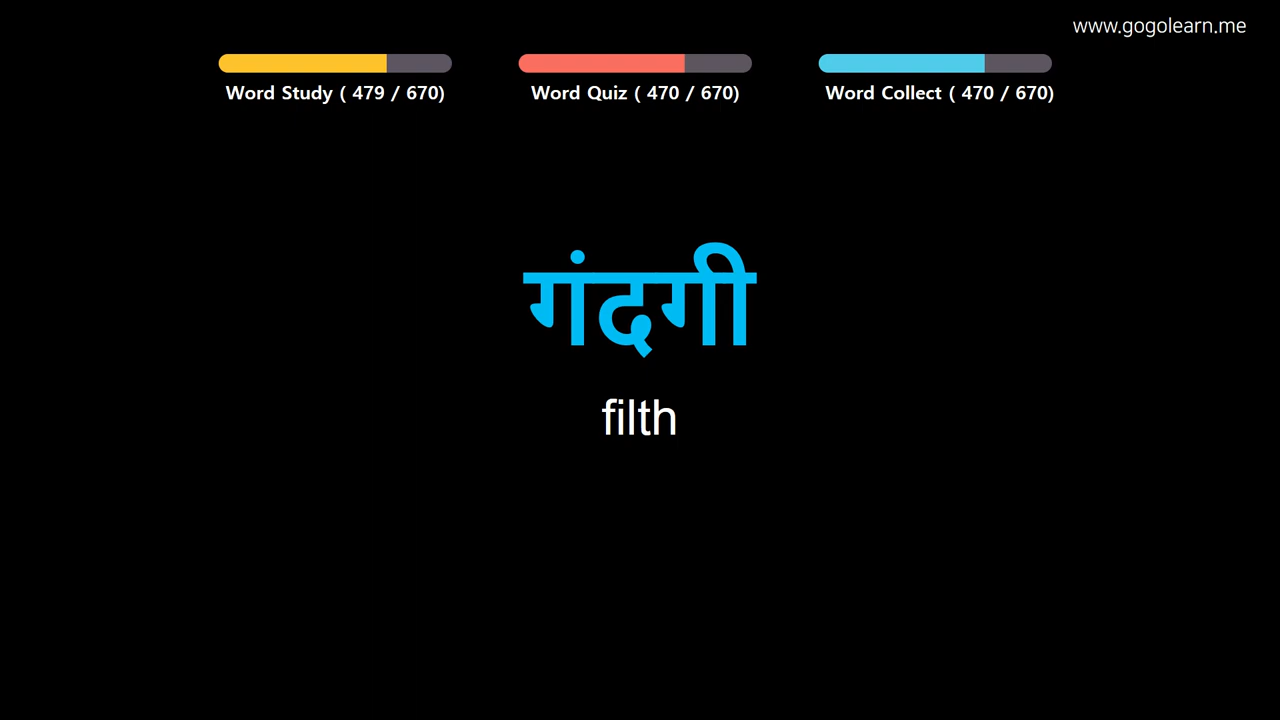 www.gogolearn.me
Word Study ( 479 / 670)
Word Quiz ( 470 / 670)
Word Collect ( 470 / 670)
गंदगी
filth